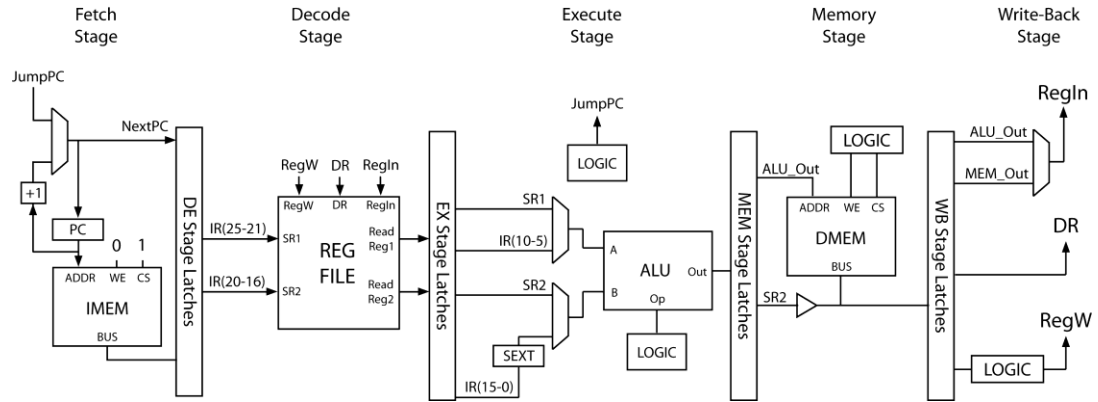 Fetch
Stage
Decode
Stage
Execute
Stage
Memory
Stage
Write-Back
Stage
JumpPC
NextPC
+1
PC
0 1
ADDR WE CS
IMEM
BUS
DE Stage Latches
IR(25-21)
IR(20-16)
RegW DR RegIn
RegW DR RegIn
SR1
SR2
REG
FILE
Read
Reg1
Read
Reg2
EX Stage Latches
JumpPC
LOGIC
SR1
IR(10-5)
SR2
SEXT
IR(15-0)
A
B
ALU
Out
Op
LOGIC
MEM Stage Latches
LOGIC
ALU_Out
ADDR WE CS
DMEM
BUS
SR2
WB Stage Latches
ALU_Out
MEM_Out
RegIn
DR
RegW
LOGIC